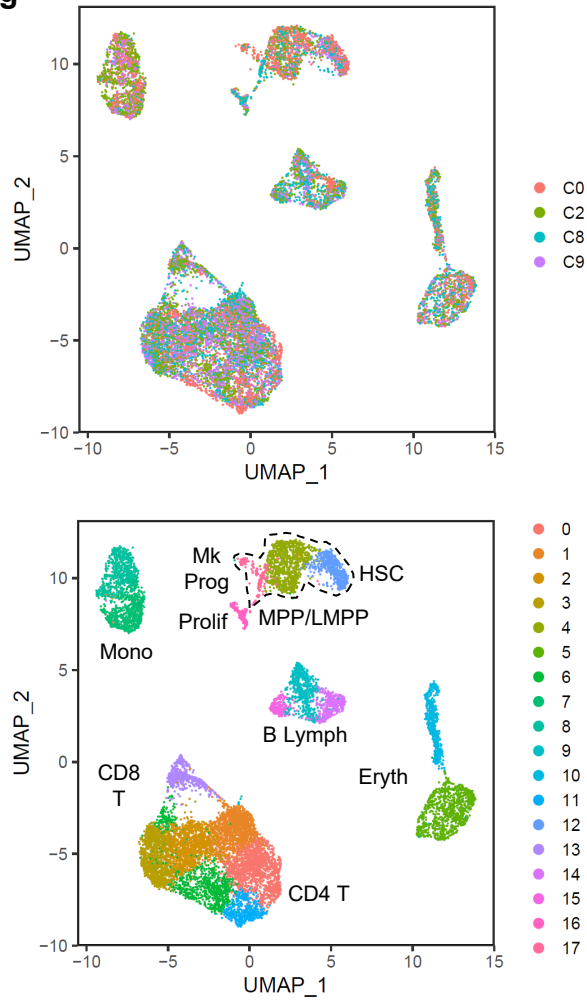 10
5
0
−5
−10
−10
−5
0
5
10
15
UMAP_2
UMAP_1
C0
C2
C8
C9
10
5
0
−5
−10
−10
−5
0
5
10
15
UMAP_2
UMAP_1
Mk
Prog
Prolif
MPP/LMPP
HSC
Mono
B Lymph
CD8
T
Eryth
CD4 T
0
1
2
3
4
5
6
7
8
9
10
11
12
13
14
15
16
17